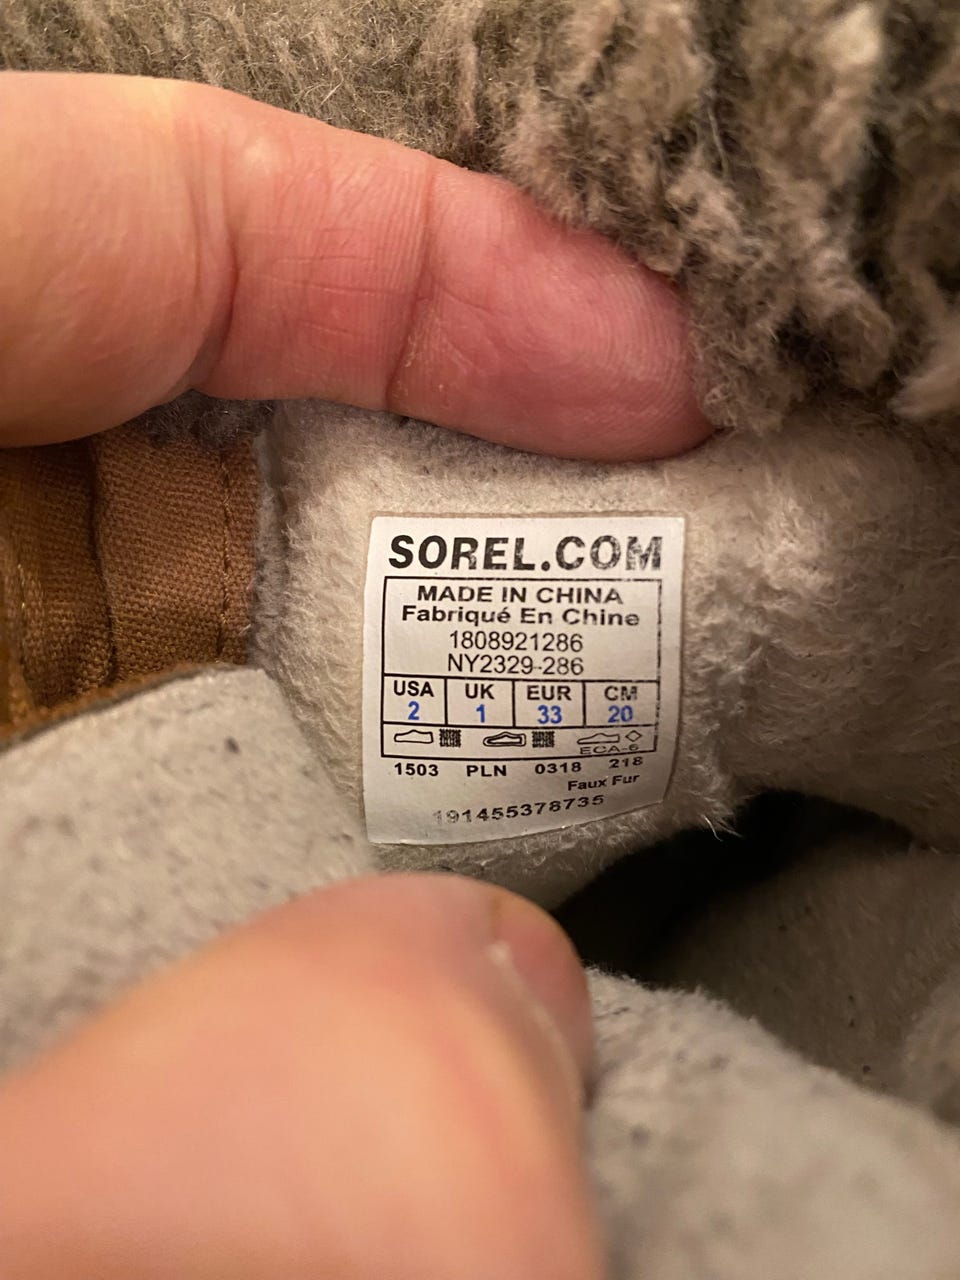 SOREL.COM
MADE IN CHINA
Fabriqué En Chine
1808921286
NY2329-286
USA UK EUR CM
2 1 33 20
ECA-6
1503 PLN 0318 218
Faux Fur
191455378735